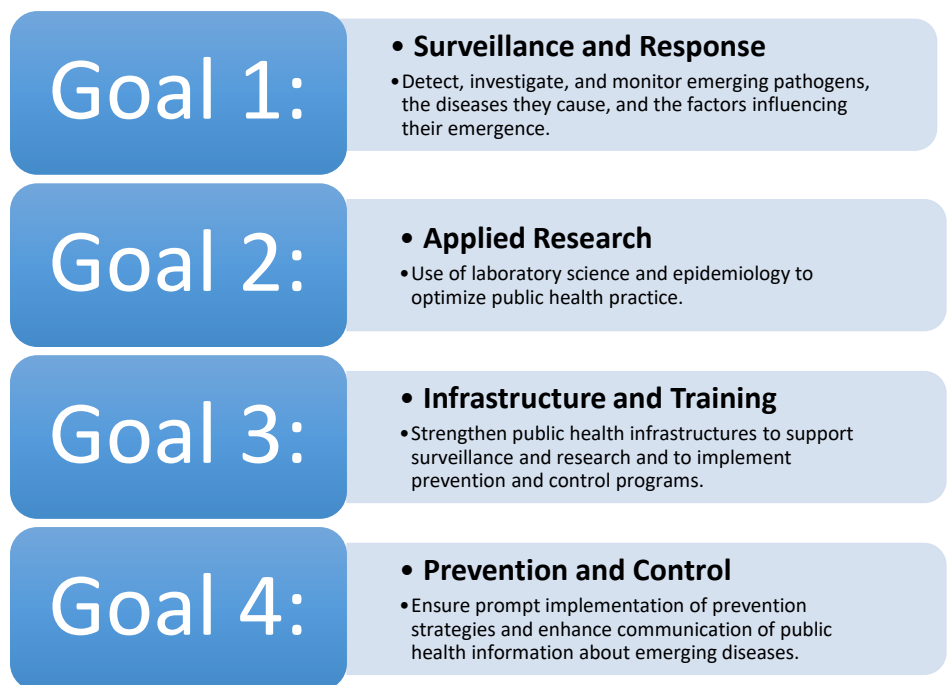 Goal 1:
• Surveillance and Response
•Detect, investigate, and monitor emerging pathogens,
the diseases they cause, and the factors influencing
their emergence.
Goal 2:
• Applied Research
•Use of laboratory science and epidemiology to
optimize public health practice.
Goal 3:
• Infrastructure and Training
•Strengthen public health infrastructures to support
surveillance and research and to implement
prevention and control programs.
Goal 4:
• Prevention and Control
•Ensure prompt implementation of prevention
strategies and enhance communication of public
health information about emerging diseases.